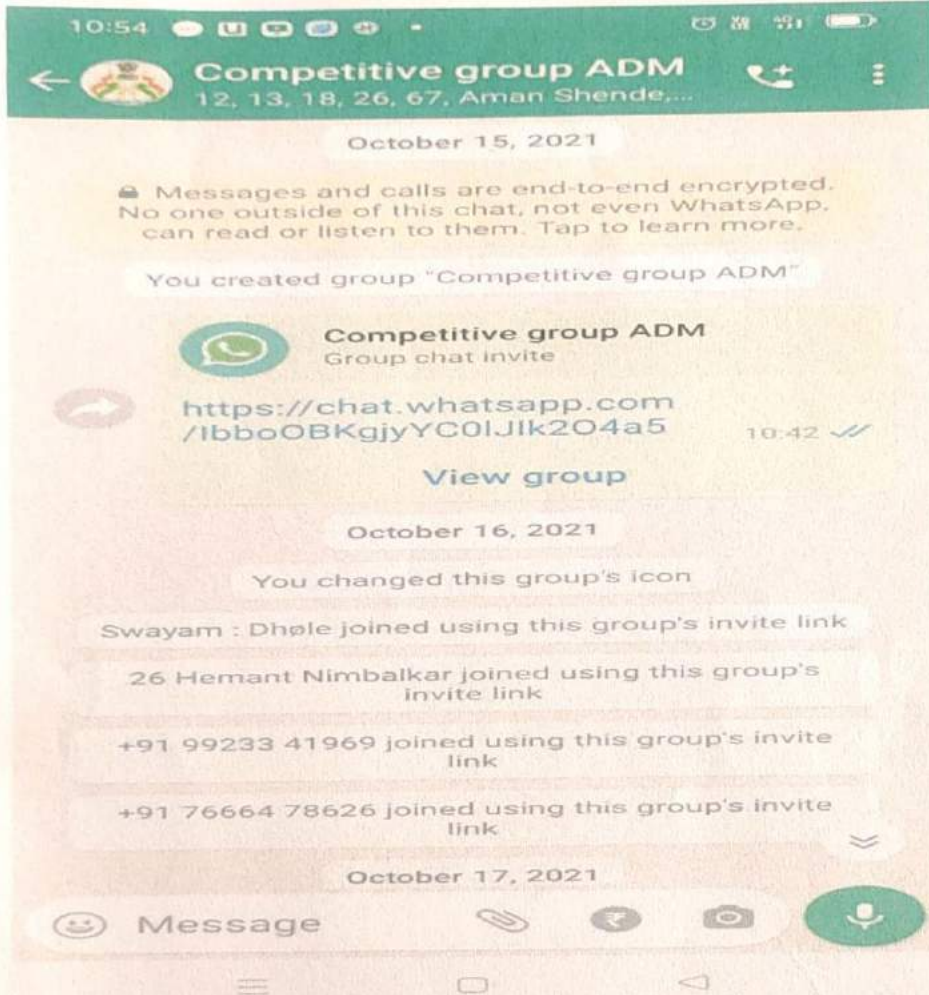 10:54
Competitive group ADM
12, 13, 18, 26, 67, Aman Shende,...
October 15, 2021
Messages and calls are end-to-end encrypted.
No one outside of this chat, not even WhatsApp,
can read or listen to them. Tap to learn more.
You created group "Competitive group ADM"
Competitive group ADM
Group chat invite
https://chat.whatsapp.com
/IbboOBKgjyYC0IJIk2O4a5
10:42
View group
October 16, 2021
You changed this group's icon
Swayam : Dhøle joined using this group's invite link
26 Hemant Nimbalkar joined using this group's
invite link
+91 99233 41969 joined using this group's invite
link
+91 76664 78626 joined using this group's invite
link
October 17, 2021
Message